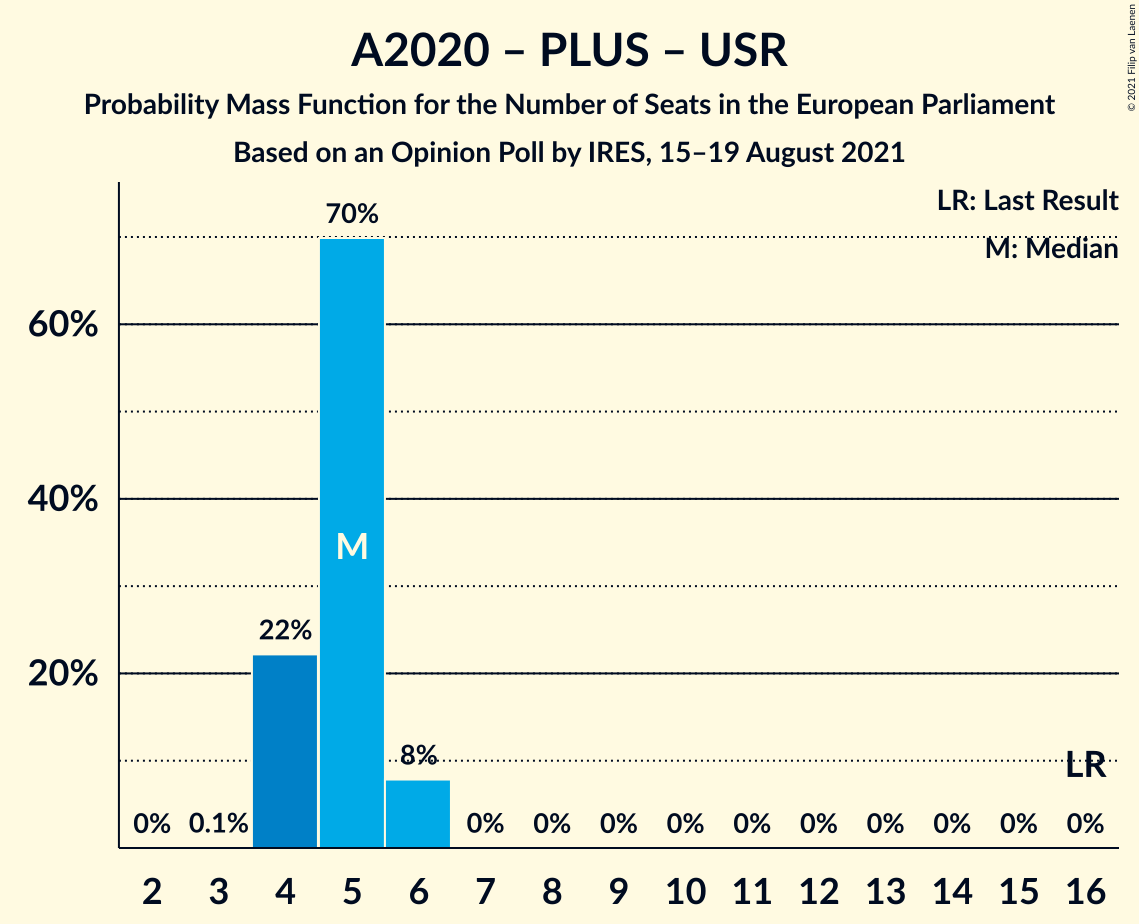 A2020 – PLUS – USR
Probability Mass Function for the Number of Seats in the European Parliament
Based on an Opinion Poll by IRES, 15–19 August 2021
© 2021 Filip van Laenen
LR: Last Result
M: Median
70%
60%
40%
M
22%
20%
8%
LR
0% 0.1% 0% 0% 0% 0% 0% 0% 0% 0% 0% 0%
2 3 4 5 6 7 8 9 10 11 12 13 14 15 16